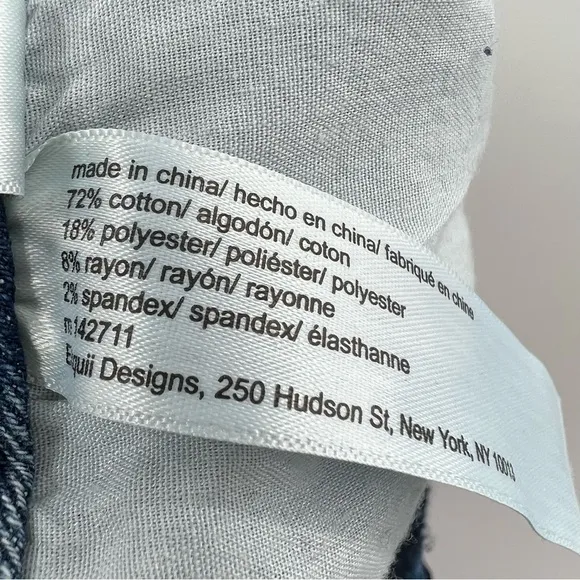 made in china/ hecho en china/ fabriqué en chine
72% cotton/ algodón/ coton
18% polyester/ poliéster/ polyester
8% rayon/ rayón/ rayonne
2% spandex/ spandex/ élasthanne
142711
Designs, 250 Hudson St, New York, NY 10013